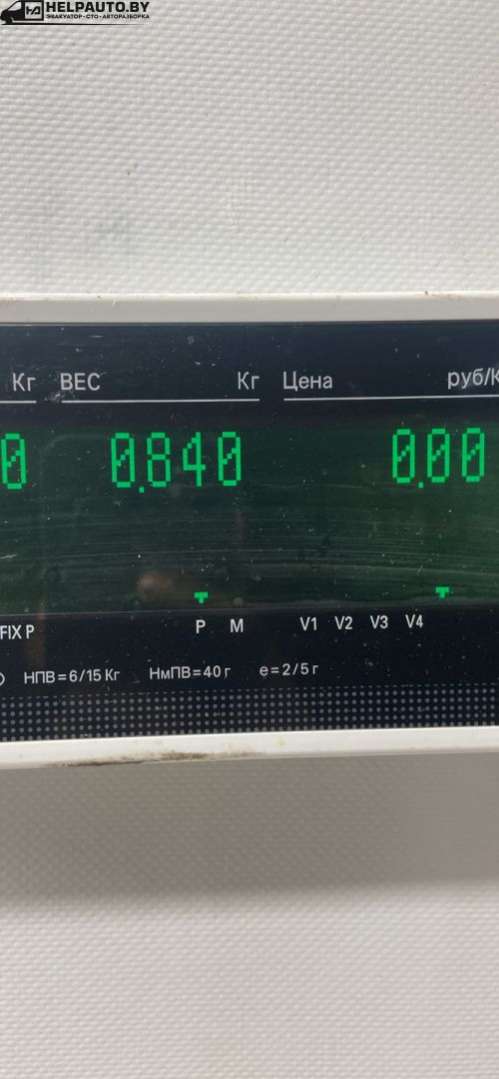 HELPAUTO.BY
ЭВАКУАТОР·СТО·АВТОРАЗБОРКА
Кг ВЕС Кг Цена руб/К
0 0.840 0.00
FIX P P M V1 V2 V3 V4
НПВ=6/15 Кг НмПВ=40 г е=2/5 г